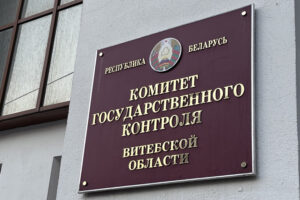 РЕСПУБЛИКА БЕЛАРУСЬ
КОМИТЕТ
ГОСУДАРСТВЕННОГО
КОНТРОЛЯ
ВИТЕБСКОЙ
ОБЛАСТИ